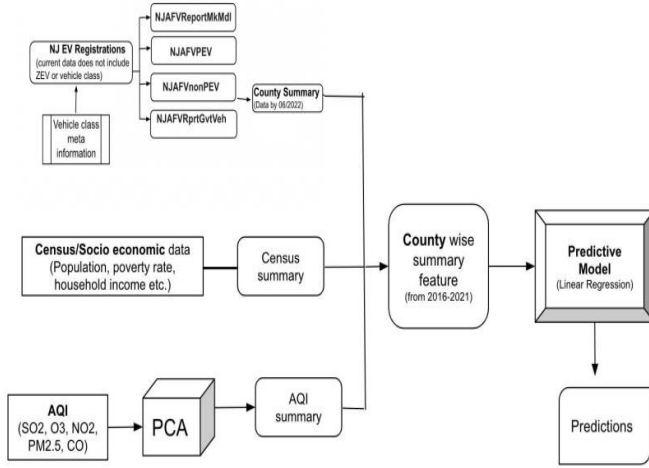 NJAFVReportMkMdl
NJ EV Registrations
(current data does not include
ZEV or vehicle class)
NJAFVPEV
NJAFVnonPEV
County Summary
(Data by 06/2022)
NJAFVRprtGvtVeh
Vehicle class
meta
information
Census/Socio economic data
(Population, poverty rate,
household income etc.)
Census
summary
County wise
summary
feature
(from 2016-2021)
Predictive
Model
(Linear Regression)
AQI
(SO2, O3, NO2,
PM2.5, CO)
PCA
AQI
summary
Predictions